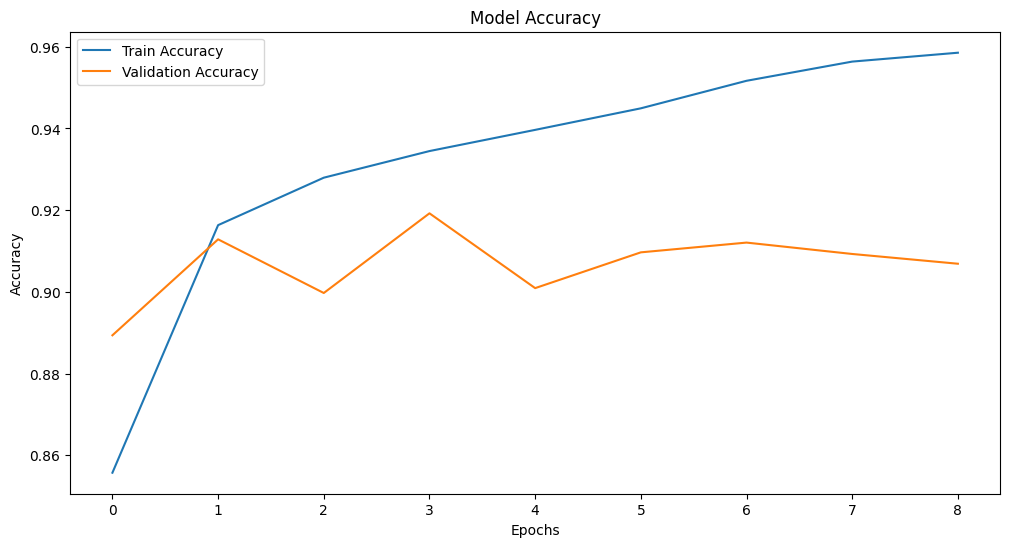 Model Accuracy
Train Accuracy
Validation Accuracy
0.96
0.94
0.92
0.90
0.88
0.86
Accuracy
0 1 2 3 4 5 6 7 8
Epochs